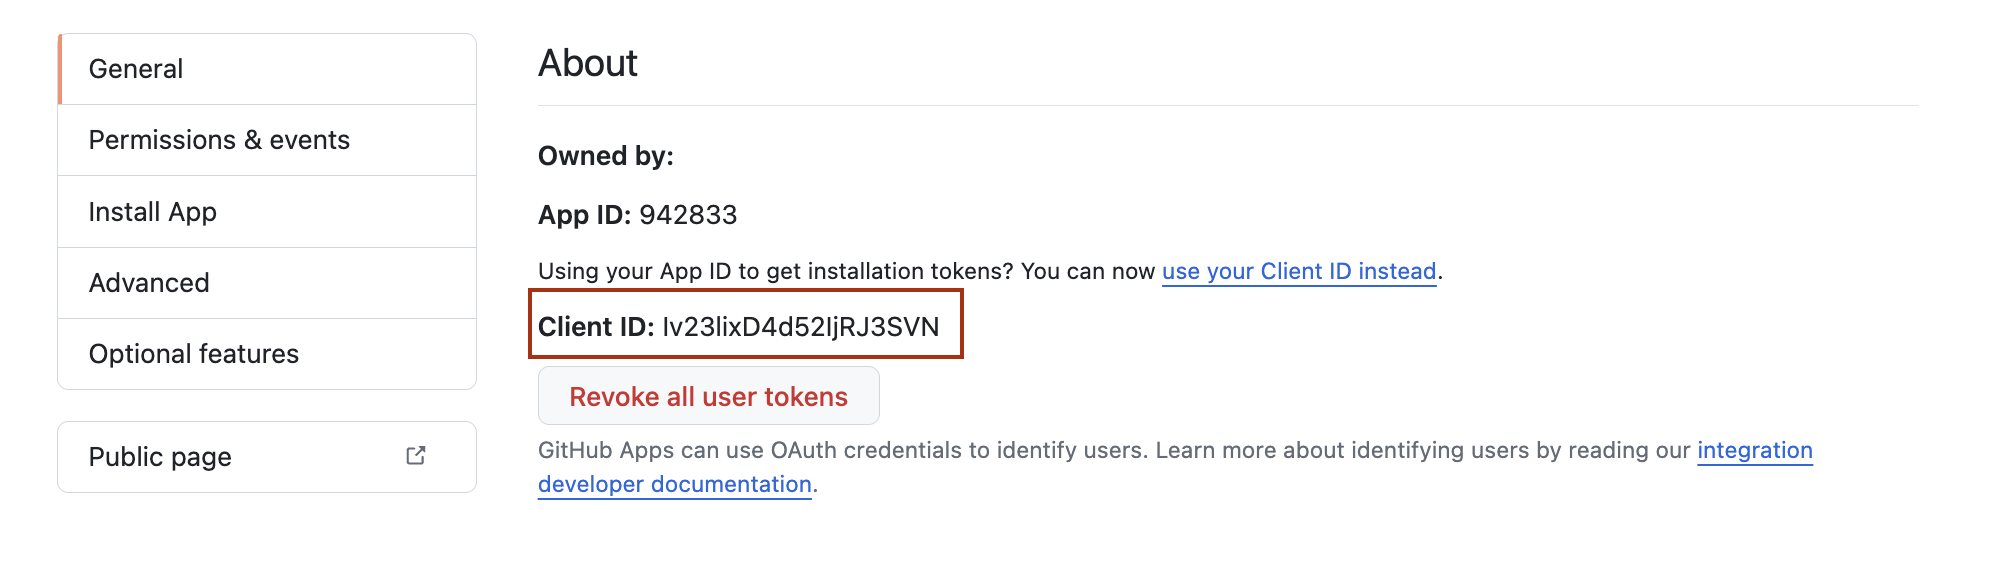 General
Permissions & events
Install App
Advanced
Optional features
Public page
About
Owned by:
App ID: 942833
Using your App ID to get installation tokens? You can now use your Client ID instead.
Client ID: Iv23lixD4d52IjRJ3SVN
Revoke all user tokens
GitHub Apps can use OAuth credentials to identify users. Learn more about identifying users by reading our integration
developer documentation.